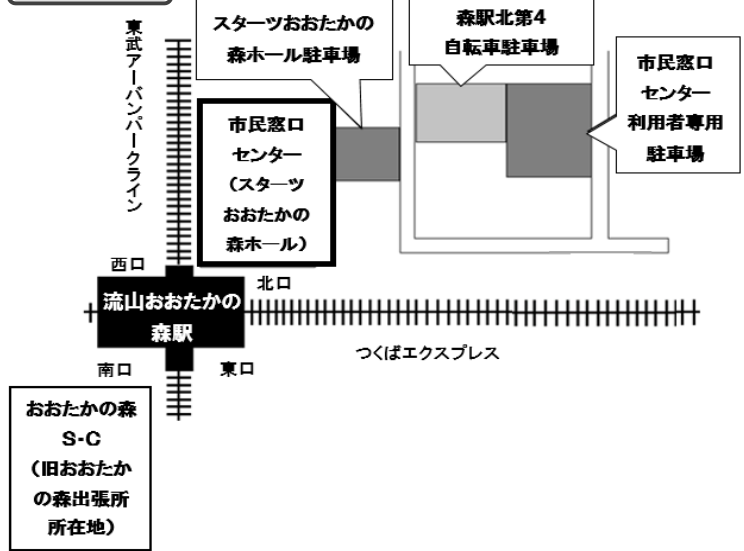 東武アーバンパークライン
スターツおおたかの
森ホール駐車場
森駅北第4
自転車駐車場
市民窓口
センター
利用者専用
駐車場
市民窓口
センター
（スターツ
おおたかの
森ホール）
西口
北口
流山おおたかの
森駅
つくばエクスプレス
南口
東口
おおたかの森
S・C
（旧おおたか
の森出張所
所在地）